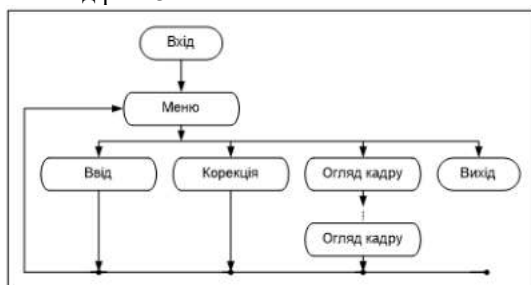 Вхід
Меню
Ввід
Корекція
Огляд кадру
Вихід
Огляд кадру